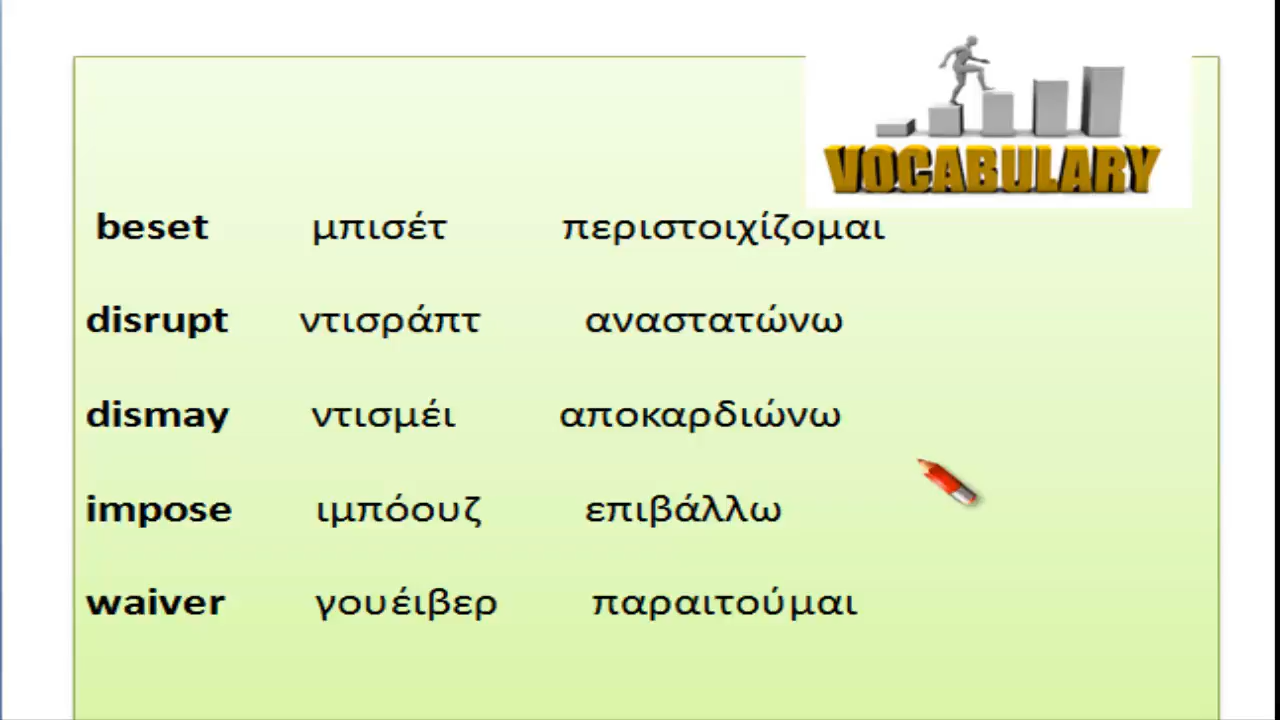 VOCABULARY
beset μπισέτ περιστοιχίζομαι
disrupt ντισράπτ αναστατώνω
dismay ντισμέι αποκαρδιώνω
impose ιμπόουζ επιβάλλω
waiver γουέιβερ παραιτούμαι